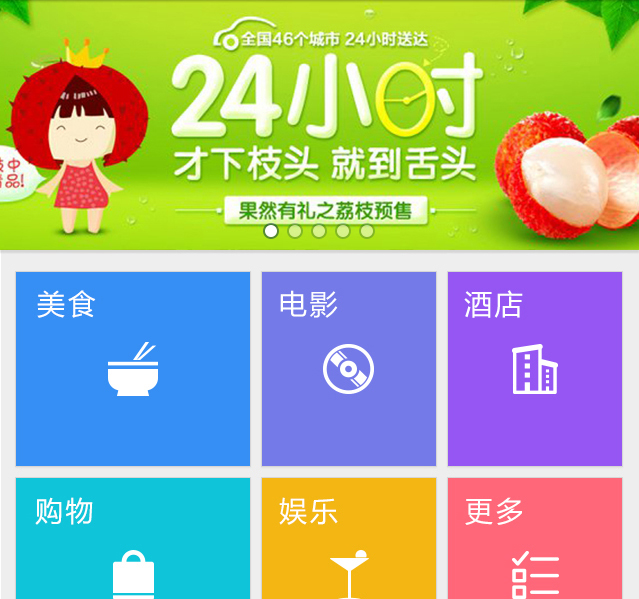 全国46个城市 24小时送达
24小时
才下枝头 就到舌头
果然有礼之荔枝预售
中
品!
美食
电影
酒店
购物
娱乐
更多